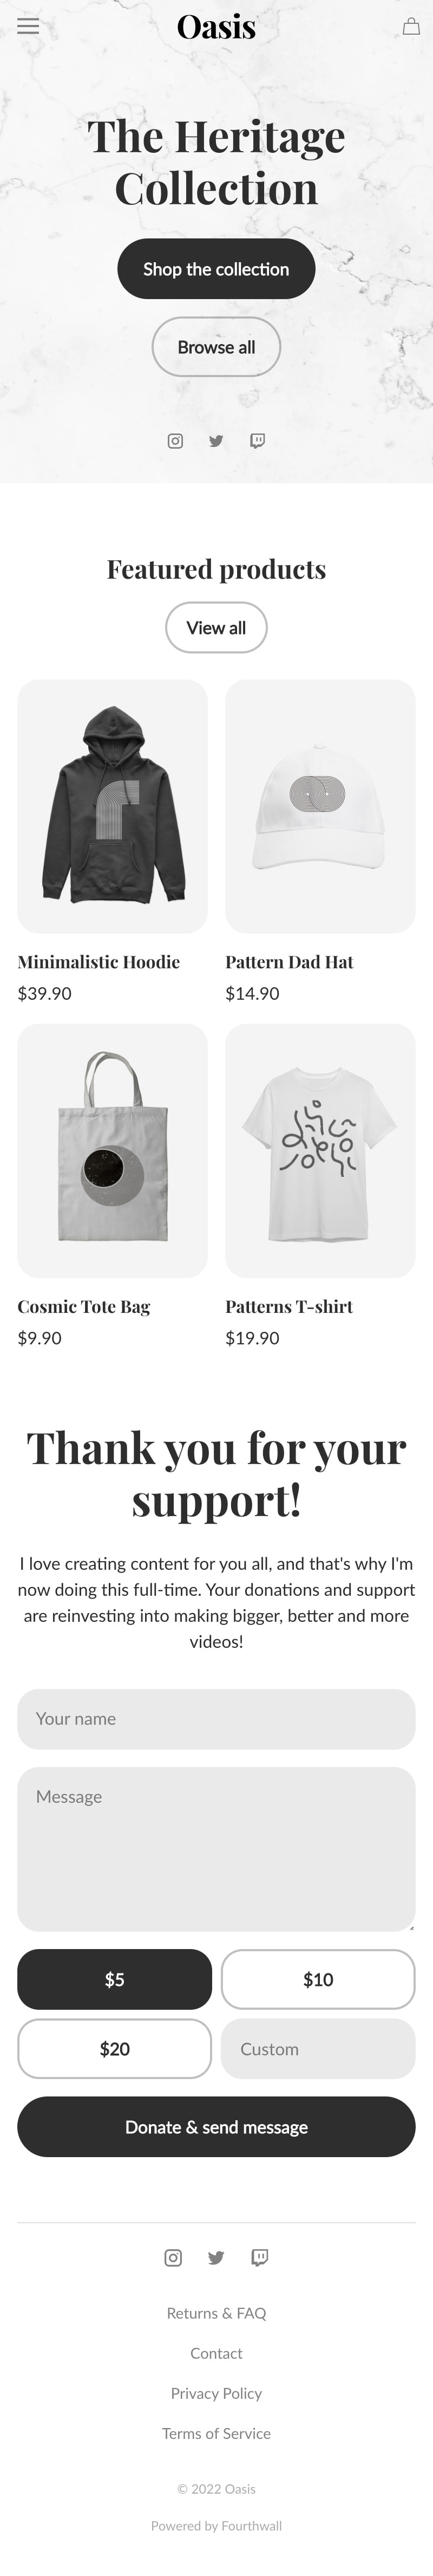 Oasis
The Heritage
Collection
Shop the collection
Browse all
Featured products
View all
Minimalistic Hoodie
$39.90
Pattern Dad Hat
$14.90
Cosmic Tote Bag
$9.90
Patterns T-shirt
$19.90
Thank you for your
support!
I love creating content for you all, and that's why I'm
now doing this full-time. Your donations and support
are reinvesting into making bigger, better and more
videos!
Your name
Message
$5
$10
$20
Custom
Donate & send message
Returns & FAQ
Contact
Privacy Policy
Terms of Service
© 2022 Oasis
Powered by Fourthwall